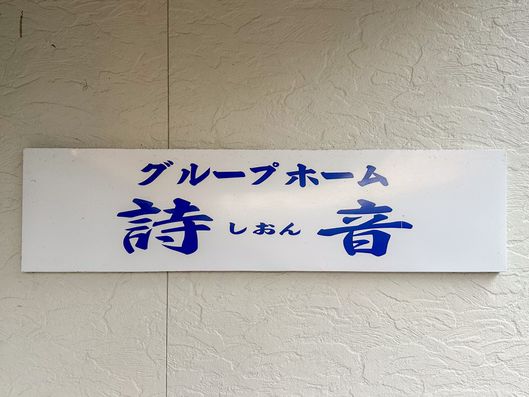 グループホーム
詩 しおん 音